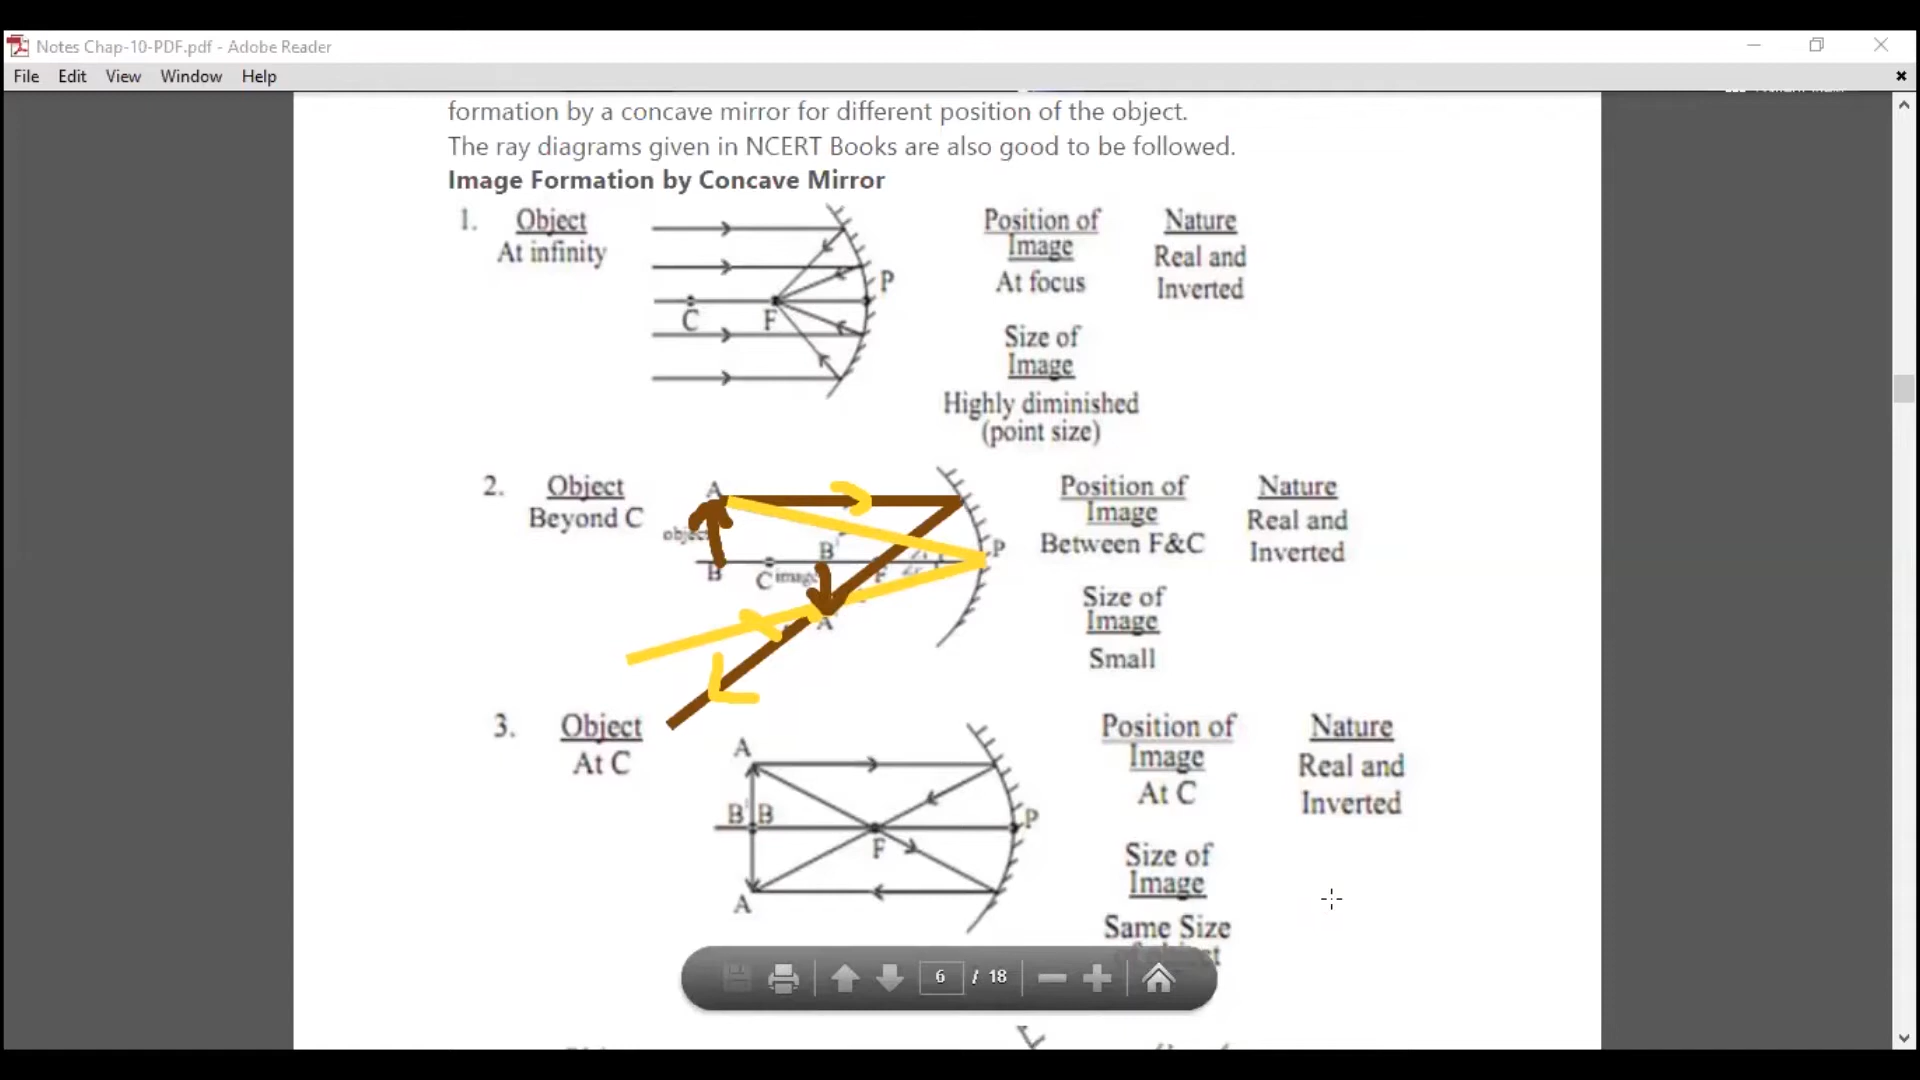 Notes Chap-10-PDF.pdf - Adobe Reader
File Edit View Window Help
formation by a concave mirror for different position of the object.
The ray diagrams given in NCERT Books are also good to be followed.
Image Formation by Concave Mirror
1. Object
At infinity
C F P
Position of
Image
At focus
Nature
Real and
Inverted
Size of
Image
Highly diminished
(point size)
2. Object
Beyond C
A
object
B C image B' F P
A'
Position of
Image
Between F&C
Nature
Real and
Inverted
Size of
Image
Small
3. Object
At C
A
B' B F P
A
Position of
Image
At C
Nature
Real and
Inverted
Size of
Image
Same Size
6 / 18